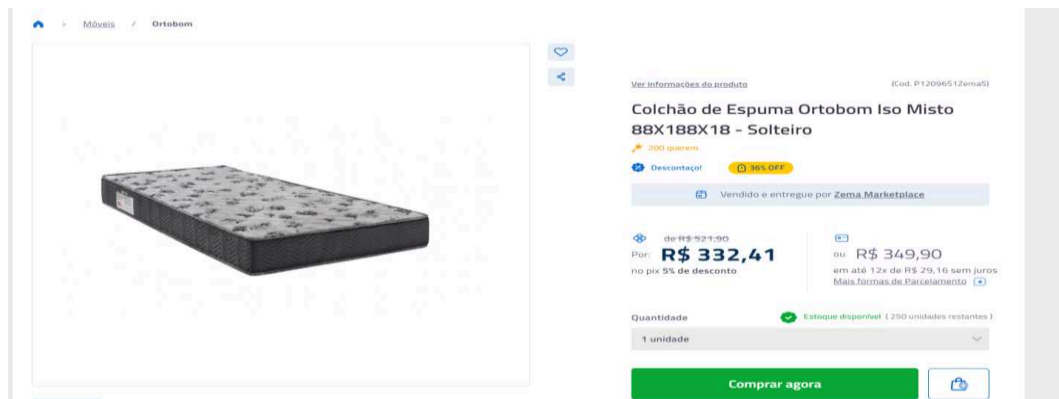 > Móveis / Ortobom
Ver informações do produto
(Cod. P1209651Zema5)
Colchão de Espuma Ortobom Iso Misto
88X188X18 - Solteiro
200 querem
Descontaço!
36% OFF
Vendido e entregue por Zema Marketplace
de R$ 521,90
Por: R$ 332,41
no pix 5% de desconto
ou R$ 349,90
em até 12x de R$ 29,16 sem juros
Mais formas de Parcelamento
Quantidade
Estoque disponível ( 250 unidades restantes )
1 unidade
Comprar agora